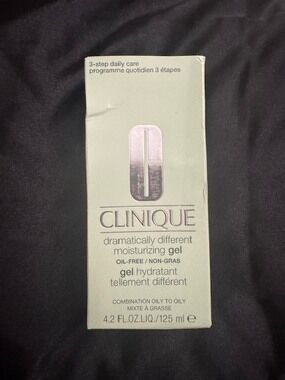 3-step daily care
programme quotidien 3 étapes
CLINIQUE
dramatically different
moisturizing gel
OIL-FREE / NON-GRAS
gel hydratant
tellement différent
COMBINATION OILY TO OILY
MIXTE À GRASSE
4.2 FL.OZ.LIQ./125 ml ℮